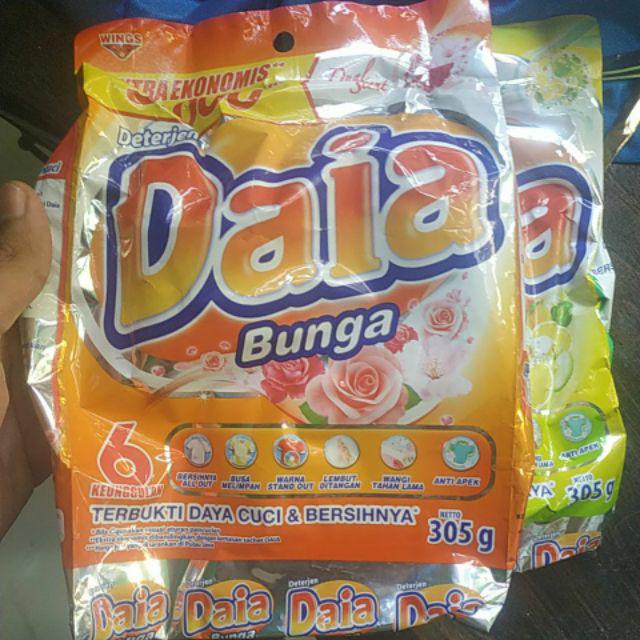 WINGS
EKONOMIS
Deterjen
Daia
Bunga
6
KEUNGGULAN
BERSIHNYA
ALL OUT
BUSA
MELIMPAH
WARNA
STAND OUT
LEMBUT
DITANGAN
WANGI
TAHAN LAMA
ANTI APEK
TERBUKTI DAYA CUCI & BERSIHNYA*
NETTO
305 g
a
ANTI APEK
305 g
Daia
Deterjen
Daia
Bunga
Deterjen
Daia
Daia
Daia